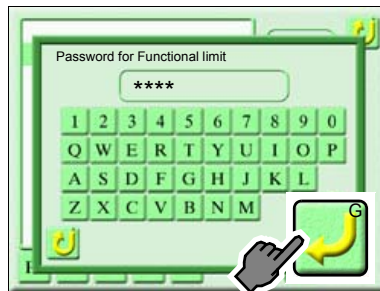 Password for Functional limit
****
1 2 3 4 5 6 7 8 9 0
Q W E R T Y U I O P
A S D F G H J K L
Z X C V B N M
G